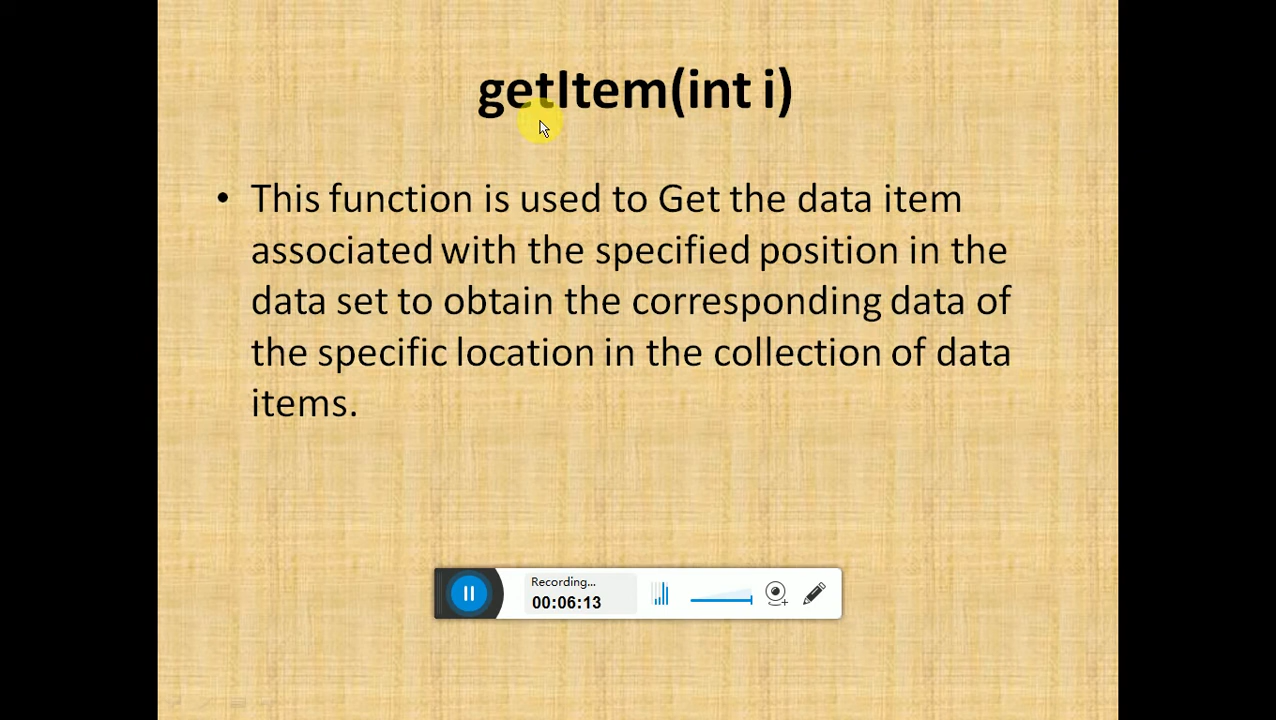 getItem(int i)
• This function is used to Get the data item
associated with the specified position in the
data set to obtain the corresponding data of
the specific location in the collection of data
items.
Recording...
00:06:13